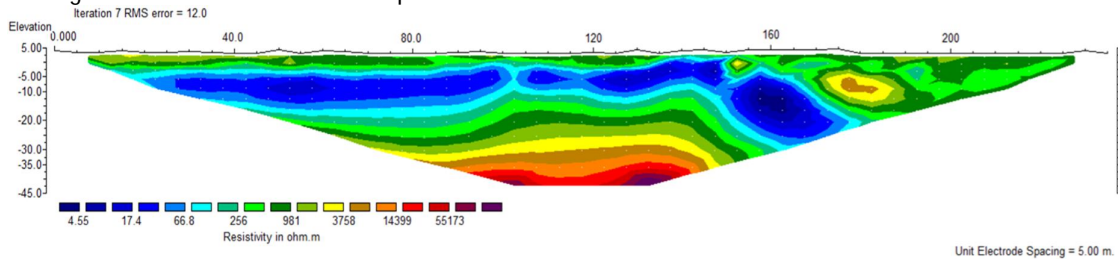 Iteration 7 RMS error = 12.0
Elevation
0.000 40.0 80.0 120 160 200
5.00
-5.00
-10.0
-20.0
-30.0
-35.0
-45.0
4.55 17.4 66.8 256 981 3758 14399 55173
Resistivity in ohm.m
Unit Electrode Spacing = 5.00 m.